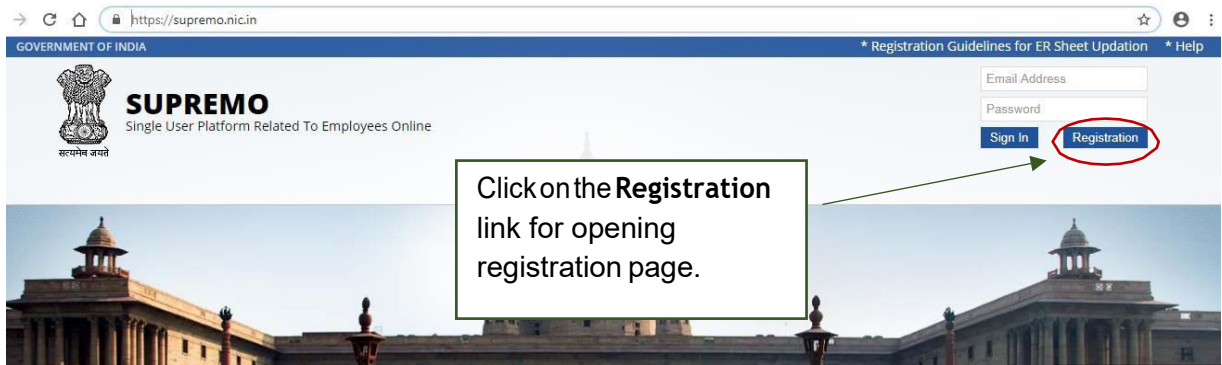 https://supremo.nic.in
GOVERNMENT OF INDIA
* Registration Guidelines for ER Sheet Updation * Help
Email Address
SUPREMO
Password
Single User Platform Related To Employees Online
Sign In Registration
सत्यमेव जयते
Click on the Registration
link for opening
registration page.